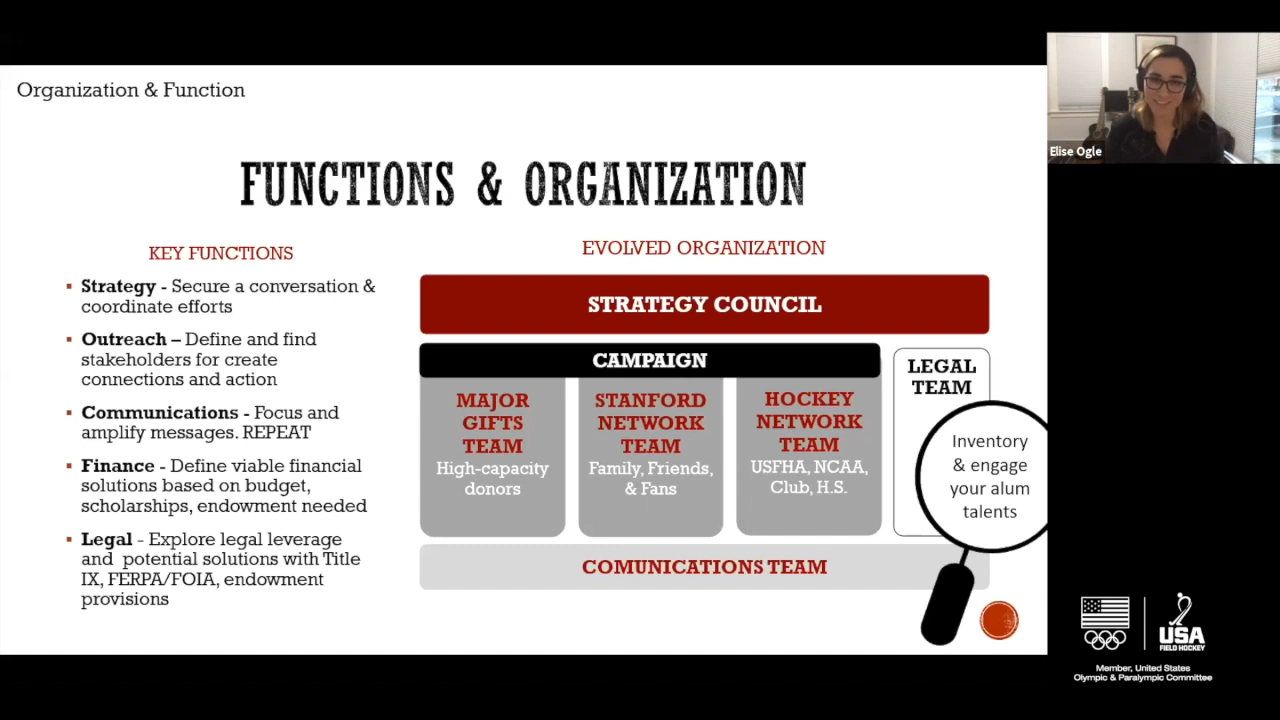 Organization & Function
FUNCTIONS & ORGANIZATION
KEY FUNCTIONS
▪ Strategy - Secure a conversation &
coordinate efforts
▪ Outreach – Define and find
stakeholders for create
connections and action
▪ Communications - Focus and
amplify messages. REPEAT
▪ Finance - Define viable financial
solutions based on budget,
scholarships, endowment needed
▪ Legal - Explore legal leverage
and potential solutions with Title
IX, FERPA/FOIA, endowment
provisions
EVOLVED ORGANIZATION
STRATEGY COUNCIL
CAMPAIGN
MAJOR
GIFTS
TEAM
High-capacity
donors
STANFORD
NETWORK
TEAM
Family, Friends,
& Fans
HOCKEY
NETWORK
TEAM
USFHA, NCAA,
Club, H.S.
LEGAL
TEAM
Inventory
& engage
your alum
talents
COMUNICATIONS TEAM
Elise Ogle
USA
FIELD HOCKEY
Member, United States
Olympic & Paralympic Committee